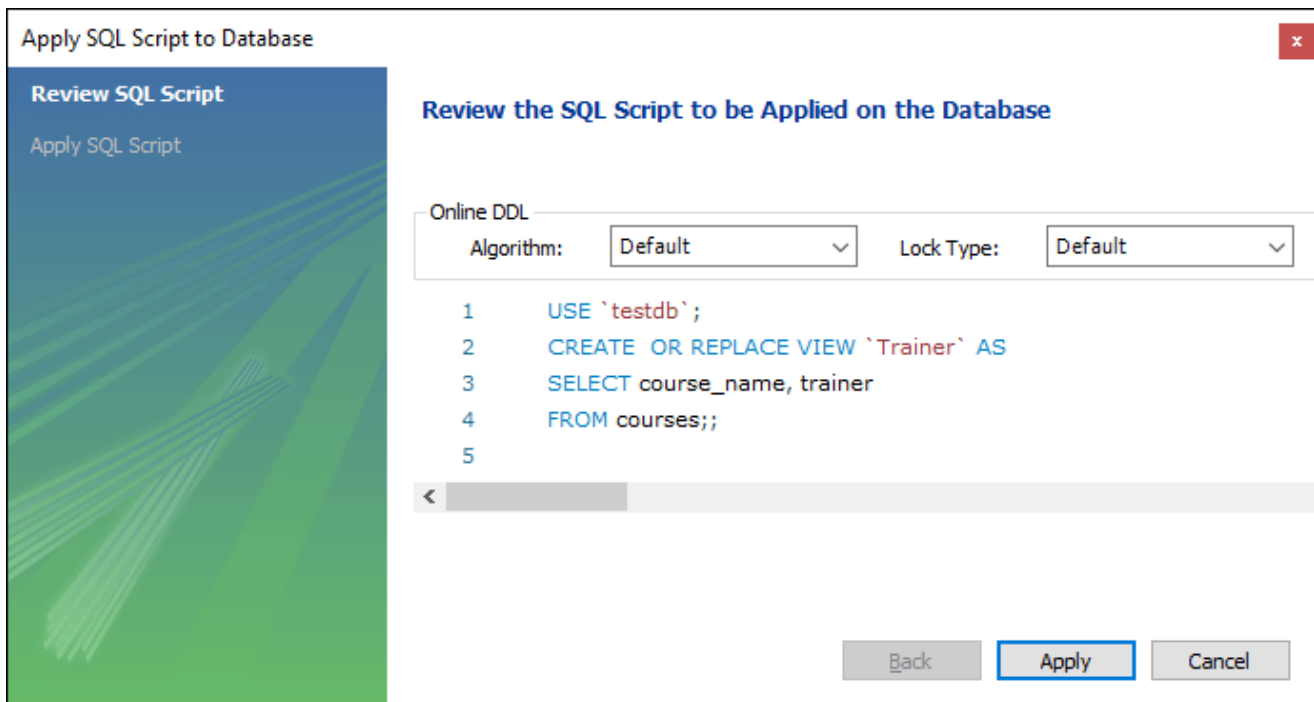 Apply SQL Script to Database
x
Review SQL Script
Apply SQL Script
Review the SQL Script to be Applied on the Database
Online DDL
Algorithm: Default Lock Type: Default
1 USE `testdb`;
2 CREATE  OR REPLACE VIEW `Trainer` AS
3 SELECT course_name, trainer
4 FROM courses;;
5
Back Apply Cancel